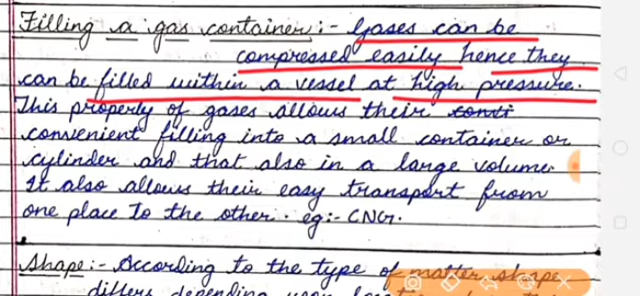 Filling a gas container :- Gases can be
compressed easily hence they
can be filled within a vessel at high pressure.
This property of gases allows their
convenient filling into a small container or
cylinder and that also in a large volume
It also allows their easy transport from
one place to the other. eg:- CNG.
Shape :- According to the type of matter shape
differs depending upon